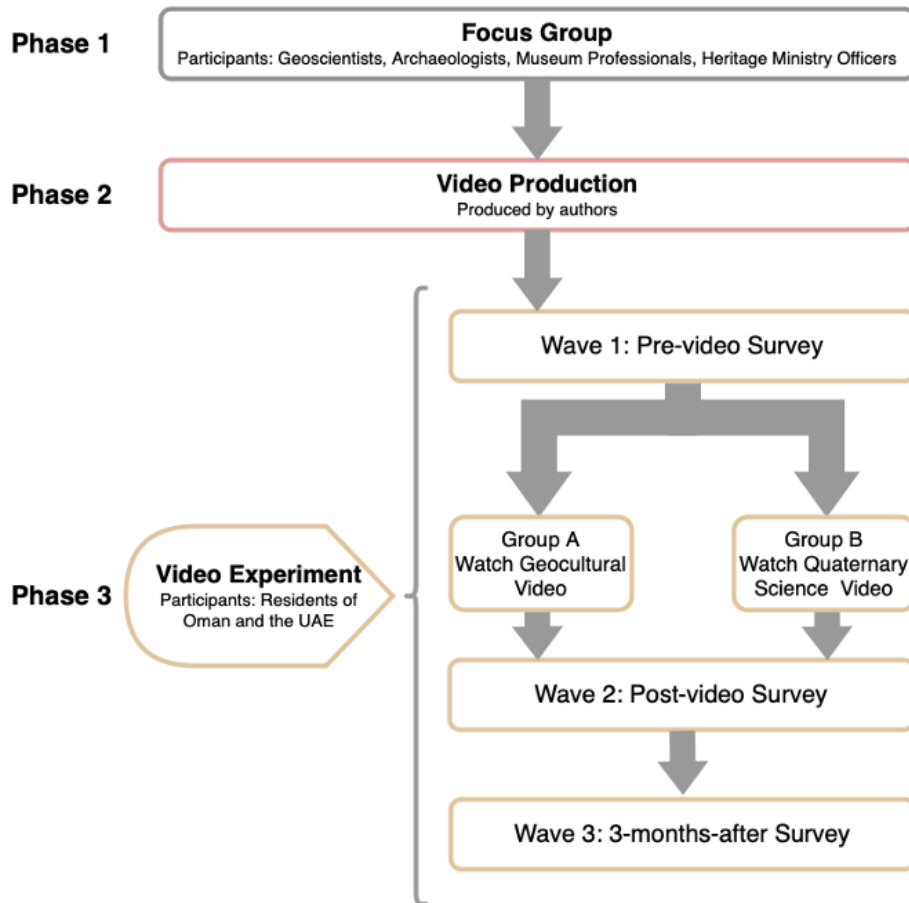 Phase 1
Focus Group
Participants: Geoscientists, Archaeologists, Museum Professionals, Heritage Ministry Officers
Phase 2
Video Production
Produced by authors
Wave 1: Pre-video Survey
Group A
Watch Geocultural
Video
Group B
Watch Quaternary
Science Video
Phase 3
Video Experiment
Participants: Residents of
Oman and the UAE
Wave 2: Post-video Survey
Wave 3: 3-months-after Survey